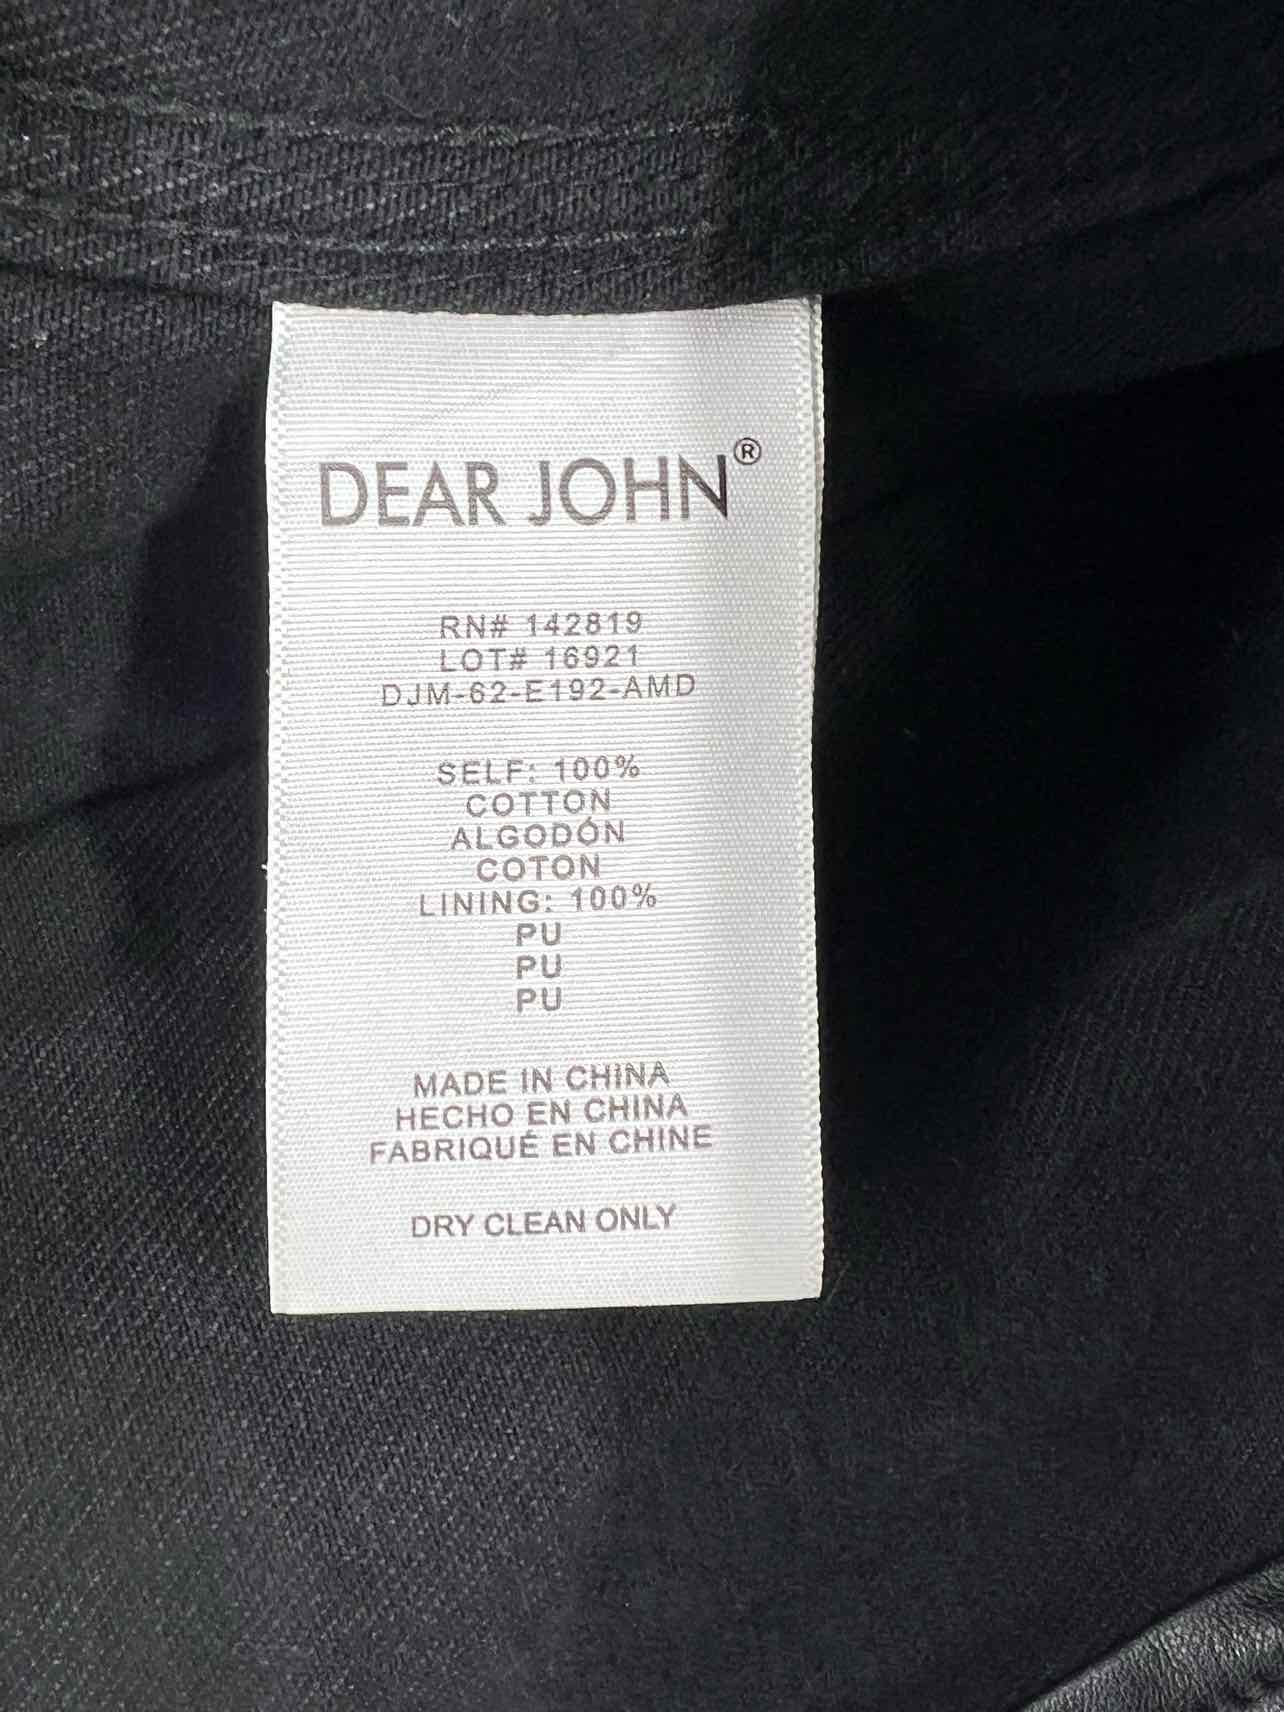 DEAR JOHN®
RN# 142819
LOT# 16921
DJM-62-E192-AMD
SELF: 100%
COTTON
ALGODÓN
COTON
LINING: 100%
PU
PU
PU
MADE IN CHINA
HECHO EN CHINA
FABRIQUÉ EN CHINE
DRY CLEAN ONLY